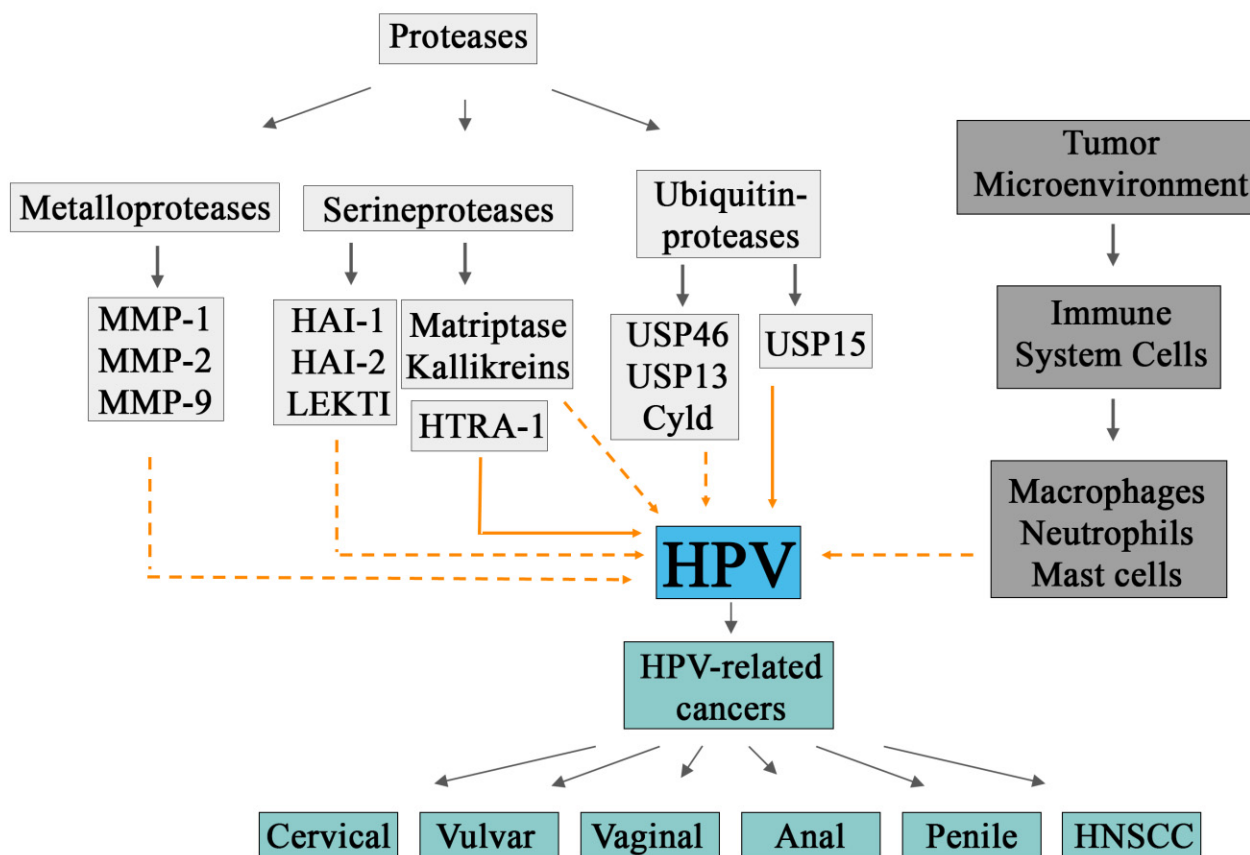 Proteases
Metalloproteases
Serineproteases
Ubiquitin-
proteases
Tumor
Microenvironment
MMP-1
MMP-2
MMP-9
HAI-1
HAI-2
LEKTI
Matriptase
Kallikreins
HTRA-1
USP46
USP13
Cyld
USP15
Immune
System Cells
Macrophages
Neutrophils
Mast cells
HPV
HPV-related
cancers
Cervical
Vulvar
Vaginal
Anal
Penile
HNSCC